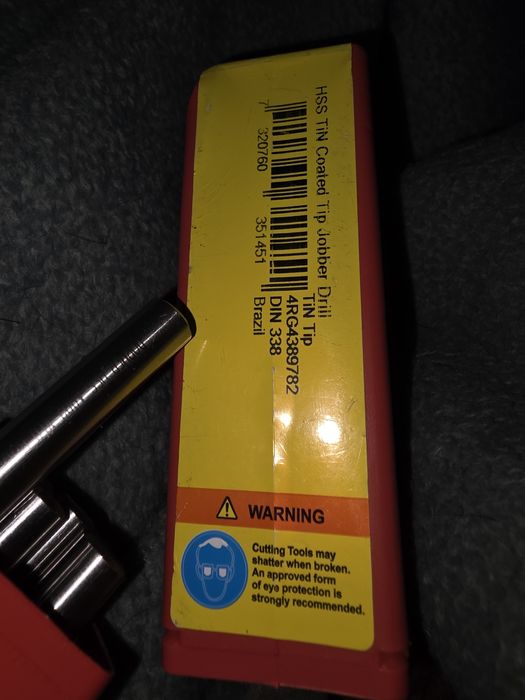 HSS TiN Coated Tip Jobber Drill
7 320760 351451
TiN Tip
4RG4389782
DIN 338
Brazil
WARNING
Cutting Tools may
shatter when broken.
An approved form
of eye protection is
strongly recommended.